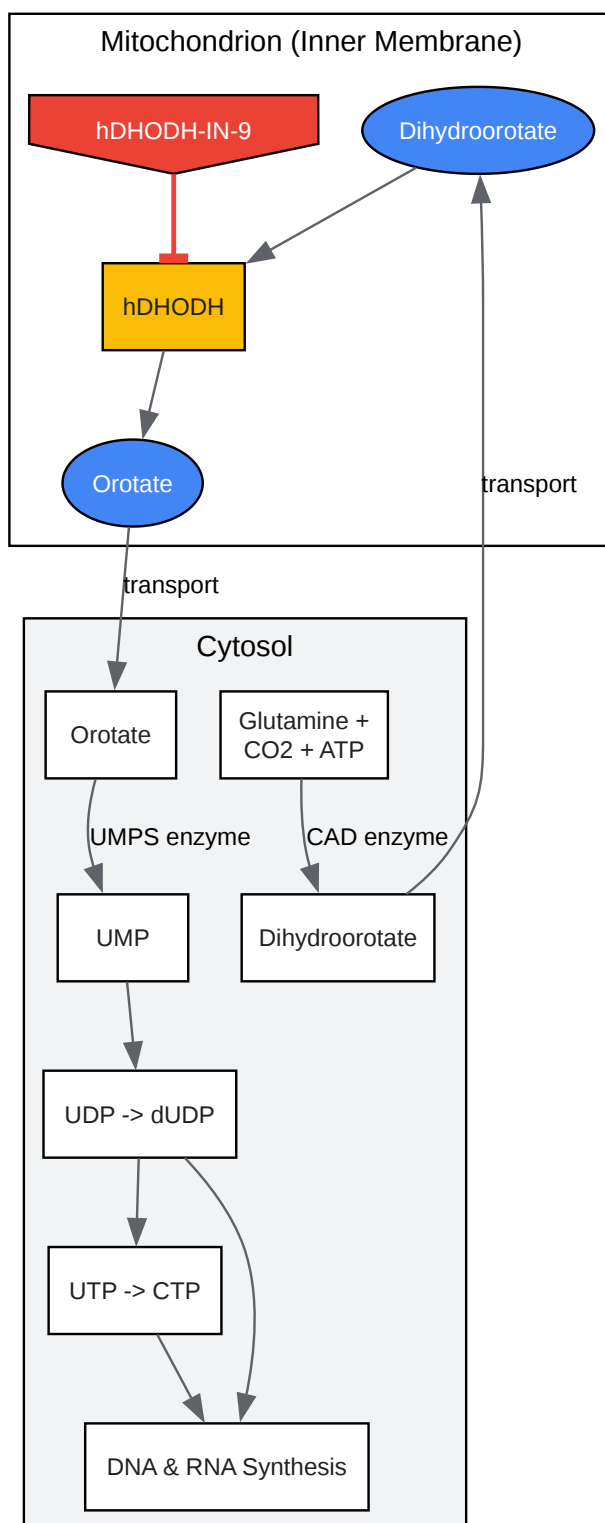 Mitochondrion (Inner Membrane)
hDHODH-IN-9
Dihydroorotate
hDHODH
Orotate
transport
transport
Cytosol
Orotate
Glutamine +
CO2 + ATP
UMPS enzyme
CAD enzyme
UMP
Dihydroorotate
UDP -> dUDP
UTP -> CTP
DNA & RNA Synthesis